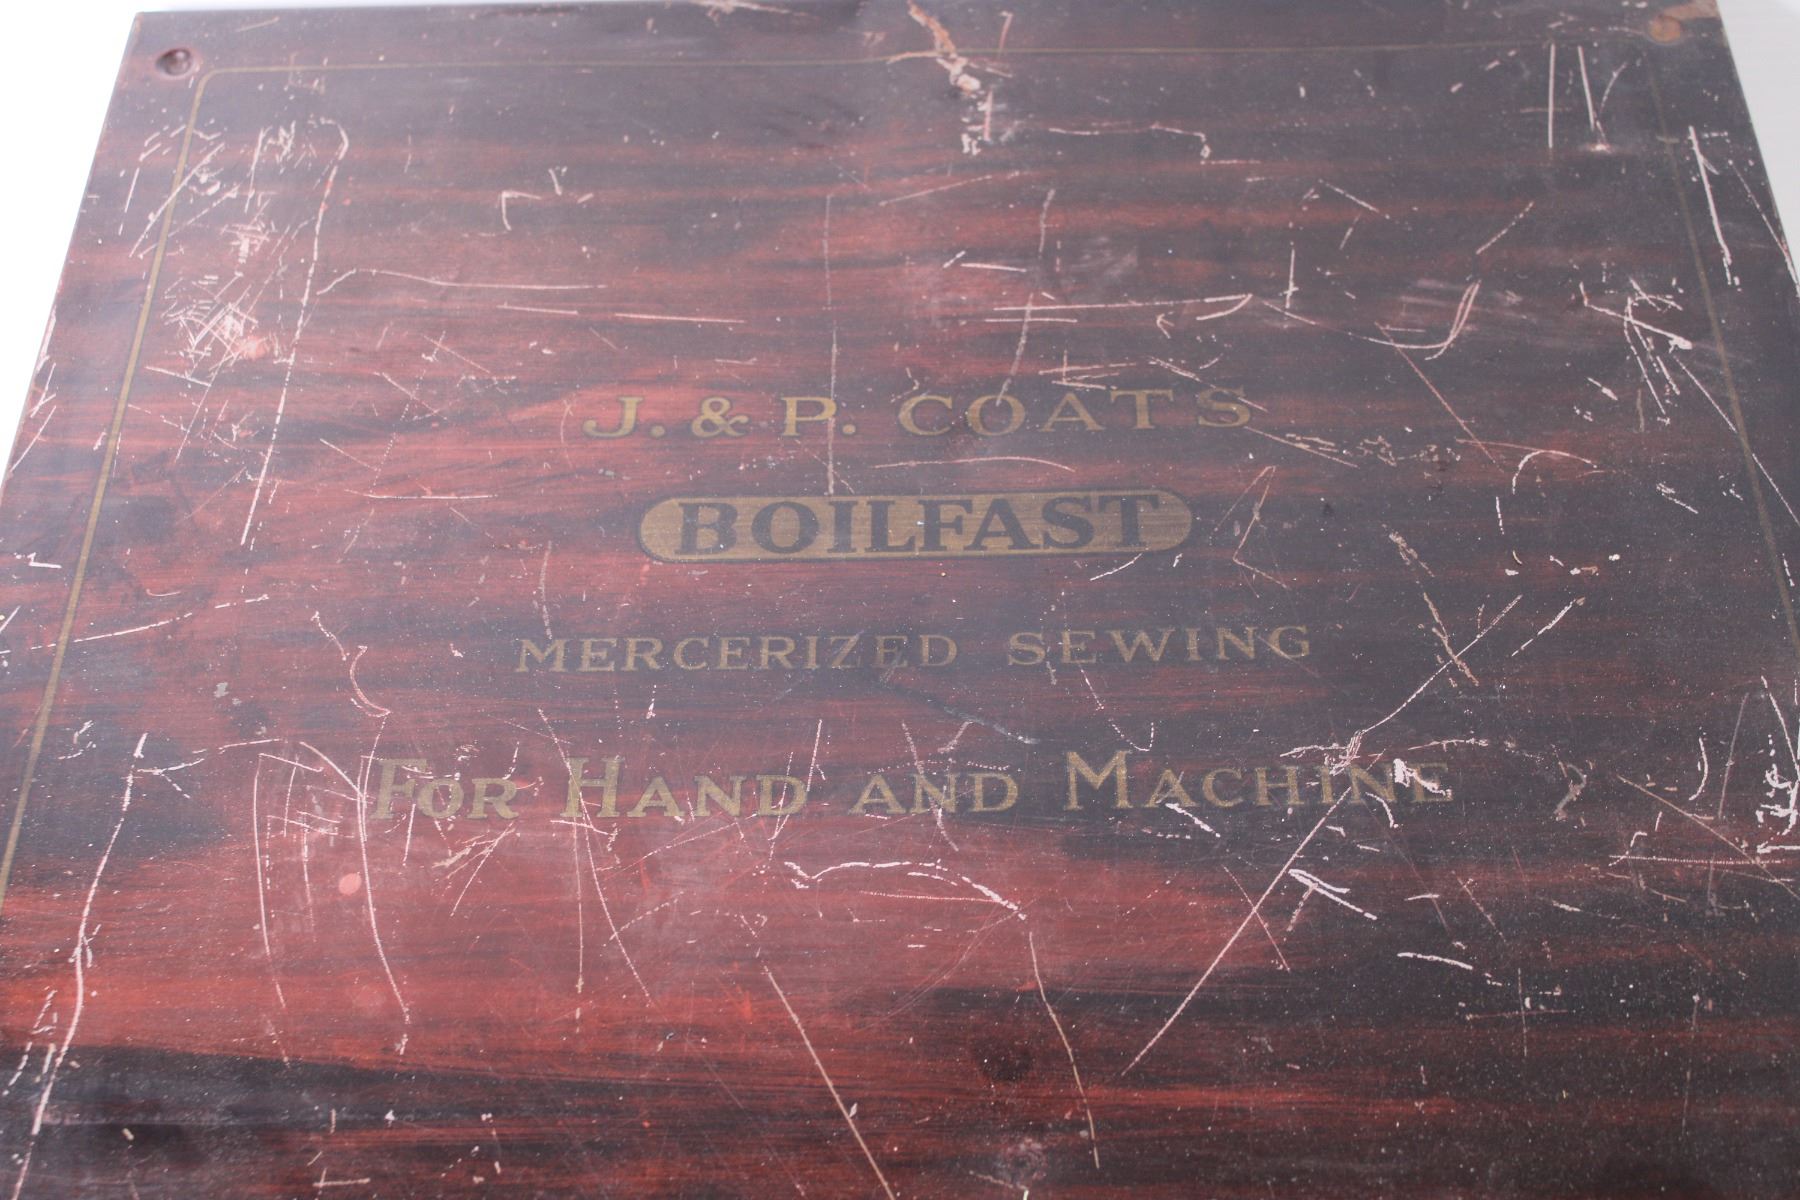 J. & P. COATS
BOILFAST
MERCERIZED SEWING
FOR HAND AND MACHINE